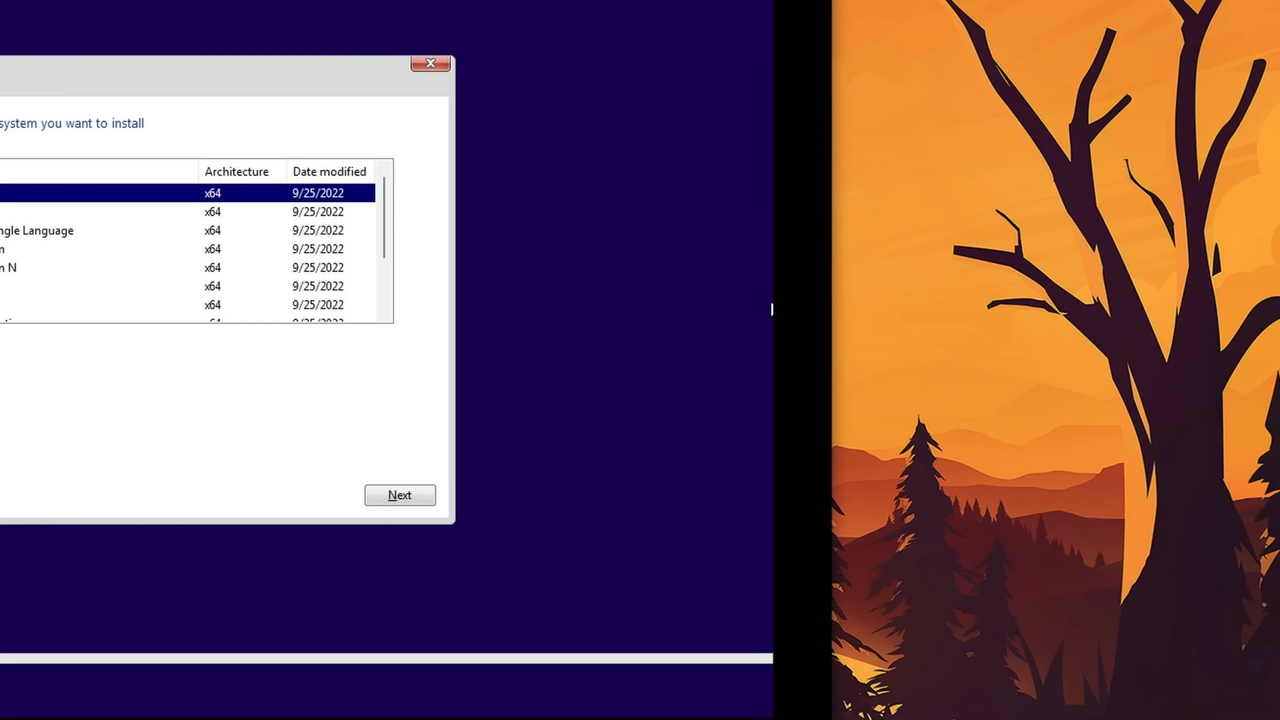 system you want to install
Architecture Date modified
x64 9/25/2022
x64 9/25/2022
ngle Language x64 9/25/2022
n x64 9/25/2022
n N x64 9/25/2022
x64 9/25/2022
x64 9/25/2022
Next